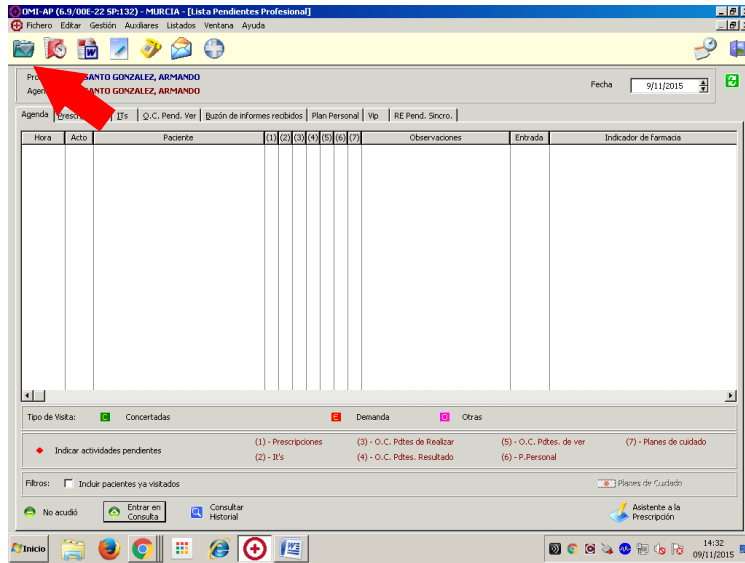 OMI-AP (6.9/00E-22 SP:132) - MURCIA - [Lista Pendientes Profesional]
Fichero Editar Gestión Auxiliares Listados Ventana Ayuda
ANTO GONZALEZ, ARMANDO
Fecha 9/11/2015
ANTO GONZALEZ, ARMANDO
Agenda ITs O.C. Pend. Ver Buzón de informes recibidos Plan Personal Vip RE Pend. Sincro.
Hora Acto Paciente (1) (2) (3) (4) (5) (6) (7) Observaciones Entrada Indicador de farmacia
Tipo de Visita: C Concertadas E Demanda O Otras
Indicar actividades pendientes
(1) - Prescripciones (3) - O.C. Pdtes de Realizar (5) - O.C. Pdtes. de ver (7) - Planes de cuidado
(2) - It's (4) - O.C. Pdtes. Resultado (6) - P.Personal
Filtros: Incluir pacientes ya visitados Planes de Cuidado
No acudió Entrar en Consulta Consultar Historial Asistente a la Prescripción
Inicio
14:32
09/11/2015